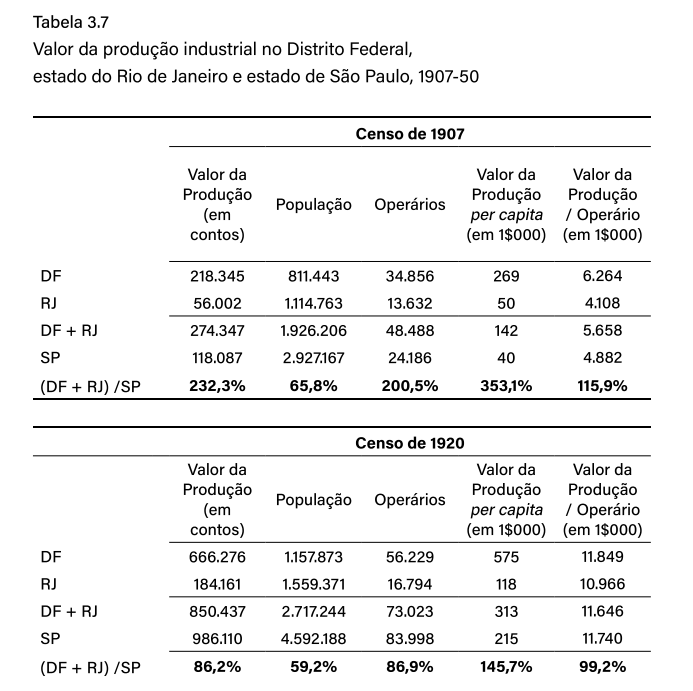 Tabela 3.7
Valor da produção industrial no Distrito Federal,
estado do Rio de Janeiro e estado de São Paulo, 1907-50
Censo de 1907
Valor da Produção (em contos) População Operários Valor da Produção per capita (em 1$000) Valor da Produção / Operário (em 1$000)
DF 218.345 811.443 34.856 269 6.264
RJ 56.002 1.114.763 13.632 50 4.108
DF + RJ 274.347 1.926.206 48.488 142 5.658
SP 118.087 2.927.167 24.186 40 4.882
(DF + RJ) /SP 232,3% 65,8% 200,5% 353,1% 115,9%
Censo de 1920
Valor da Produção (em contos) População Operários Valor da Produção per capita (em 1$000) Valor da Produção / Operário (em 1$000)
DF 666.276 1.157.873 56.229 575 11.849
RJ 184.161 1.559.371 16.794 118 10.966
DF + RJ 850.437 2.717.244 73.023 313 11.646
SP 986.110 4.592.188 83.998 215 11.740
(DF + RJ) /SP 86,2% 59,2% 86,9% 145,7% 99,2%